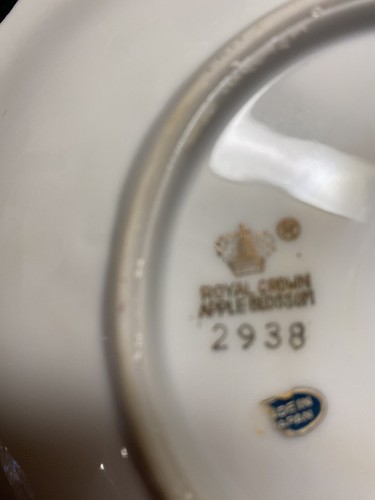 ROYAL CROWN
APPLE BLOSSOM
2938
MADE IN
JAPAN